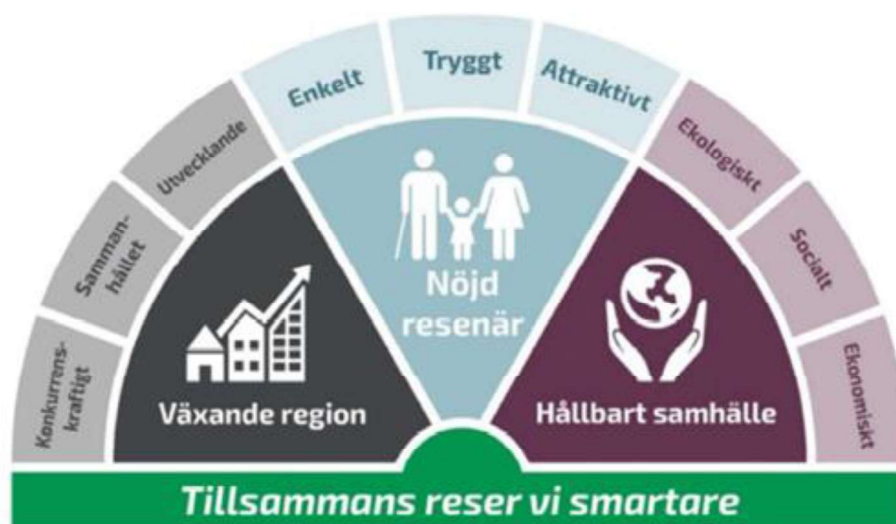 Enkelt
Tryggt
Attraktivt
Utvecklande
Samman-
hållet
Konkurrens-
kraftigt
Ekologiskt
Socialt
Ekonomiskt
Nöjd
resenär
Växande region
Hållbart samhälle
Tillsammans reser vi smartare